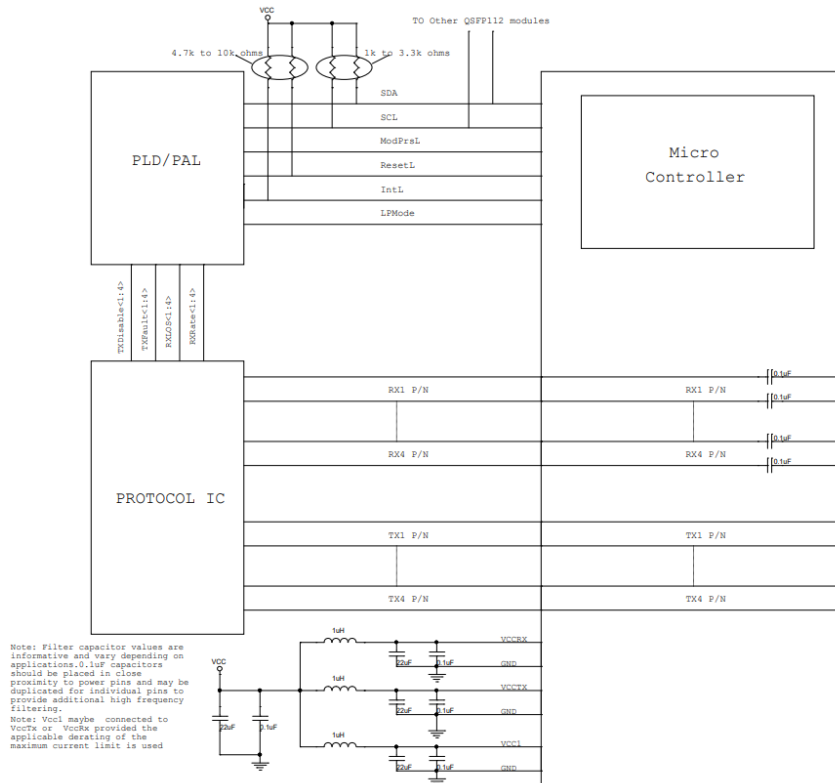 VCC
TO Other QSFP112 modules
4.7k to 10k ohms
1k to 3.3k ohms
SDA
SCL
ModPrsL
ResetL
IntL
LPMode
PLD/PAL
Micro
Controller
TXDisable<1:4>
TXFault<1:4>
RXLOS<1:4>
RXRate<1:4>
0.1uF
RX1 P/N
RX1 P/N
0.1uF
0.1uF
RX4 P/N
RX4 P/N
0.1uF
PROTOCOL IC
TX1 P/N
TX1 P/N
TX4 P/N
TX4 P/N
1uH
VCCRX
22uF
0.1uF
GND
Note: Filter capacitor values are
informative and vary depending on
applications.0.1uF capacitors
should be placed in close
proximity to power pins and may be
duplicated for individual pins to
provide additional high frequency
filtering.
Note: Vcc1 maybe connected to
VccTx or VccRx provided the
applicable derating of the
maximum current limit is used
VCC
22uF
0.1uF
1uH
VCCTX
22uF
0.1uF
GND
1uH
VCC1
22uF
0.1uF
GND